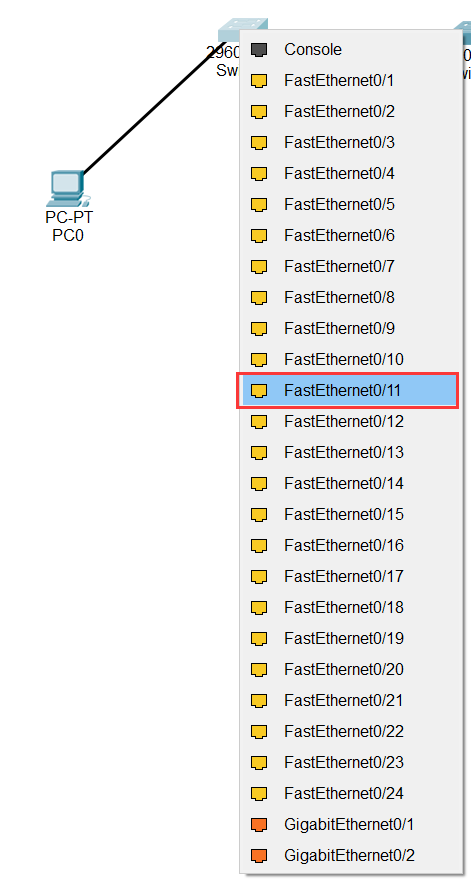 2960
Swi
PC-PT
PC0
Console
FastEthernet0/1
FastEthernet0/2
FastEthernet0/3
FastEthernet0/4
FastEthernet0/5
FastEthernet0/6
FastEthernet0/7
FastEthernet0/8
FastEthernet0/9
FastEthernet0/10
FastEthernet0/11
FastEthernet0/12
FastEthernet0/13
FastEthernet0/14
FastEthernet0/15
FastEthernet0/16
FastEthernet0/17
FastEthernet0/18
FastEthernet0/19
FastEthernet0/20
FastEthernet0/21
FastEthernet0/22
FastEthernet0/23
FastEthernet0/24
GigabitEthernet0/1
GigabitEthernet0/2